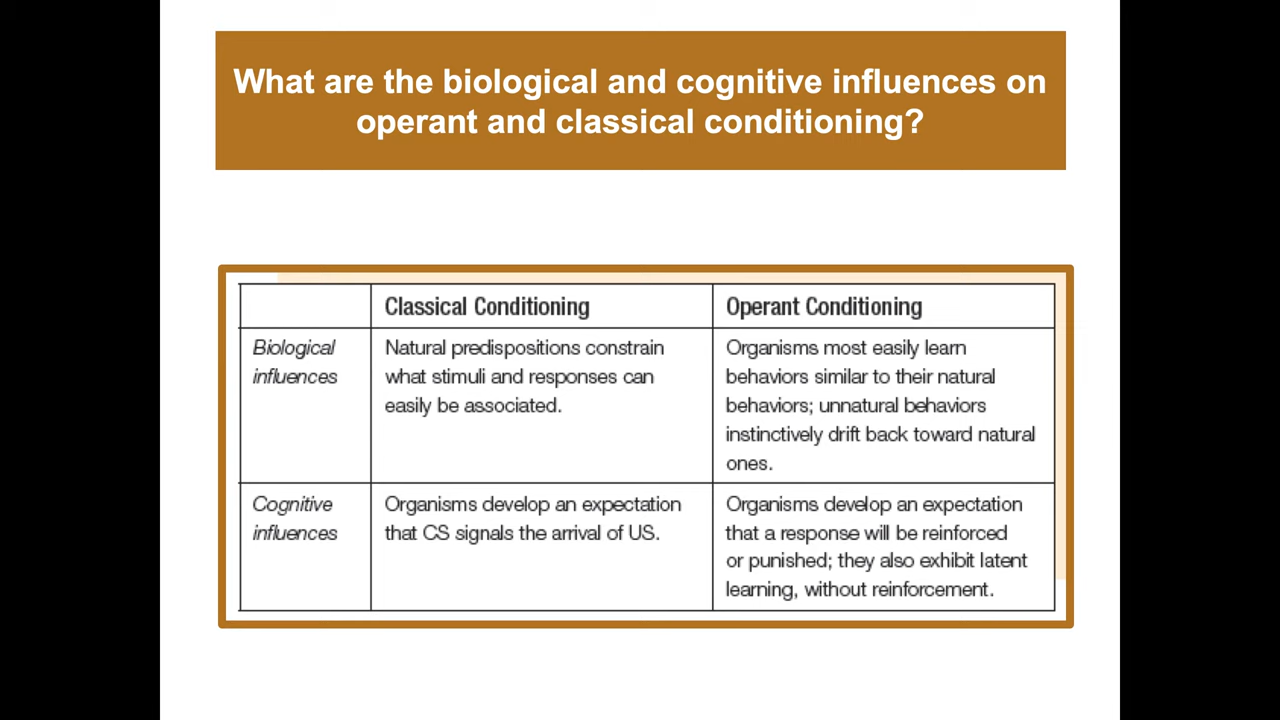 What are the biological and cognitive influences on
operant and classical conditioning?
Classical Conditioning
Operant Conditioning
Biological
influences
Natural predispositions constrain
what stimuli and responses can
easily be associated.
Organisms most easily learn
behaviors similar to their natural
behaviors; unnatural behaviors
instinctively drift back toward natural
ones.
Cognitive
influences
Organisms develop an expectation
that CS signals the arrival of US.
Organisms develop an expectation
that a response will be reinforced
or punished; they also exhibit latent
learning, without reinforcement.